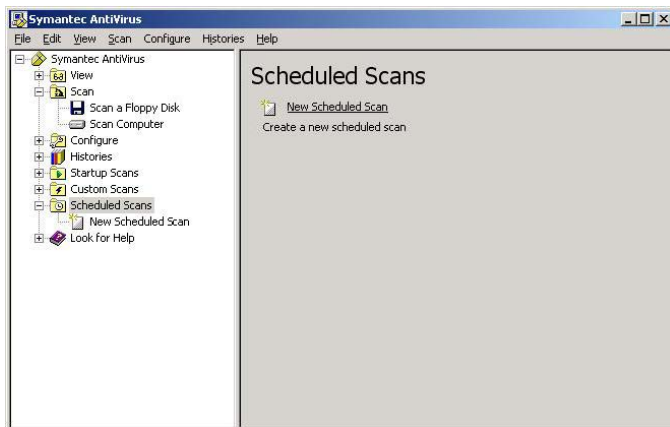 Symantec AntiVirus
File Edit View Scan Configure Histories Help
Symantec AntiVirus
View
Scan
Scan a Floppy Disk
Scan Computer
Configure
Histories
Startup Scans
Custom Scans
Scheduled Scans
New Scheduled Scan
Look for Help
Scheduled Scans
New Scheduled Scan
Create a new scheduled scan